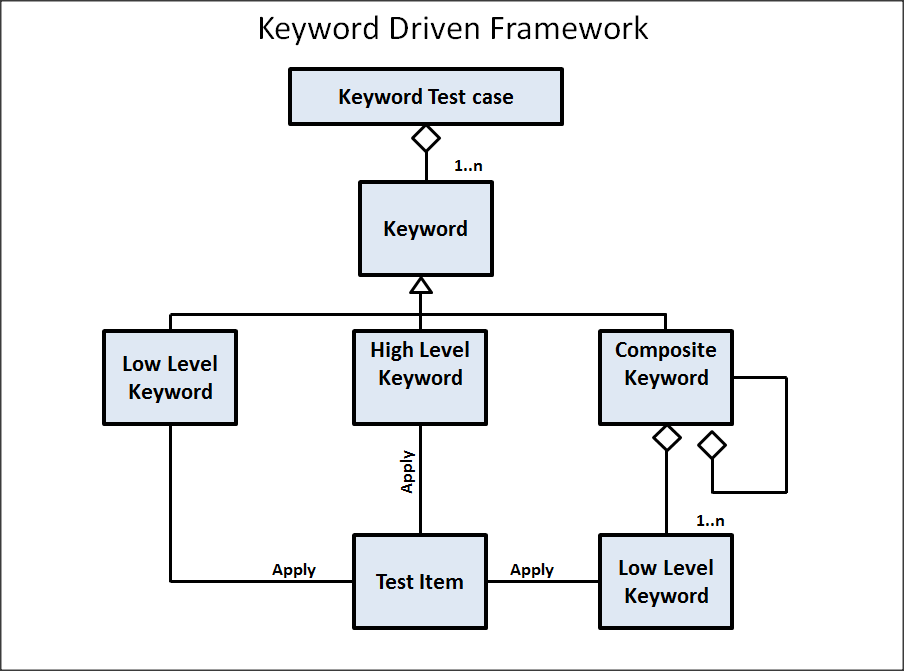 Keyword Driven Framework
Keyword Test case
1..n
Keyword
Low Level
Keyword
High Level
Keyword
Composite
Keyword
Apply
1..n
Apply
Test Item
Apply
Low Level
Keyword